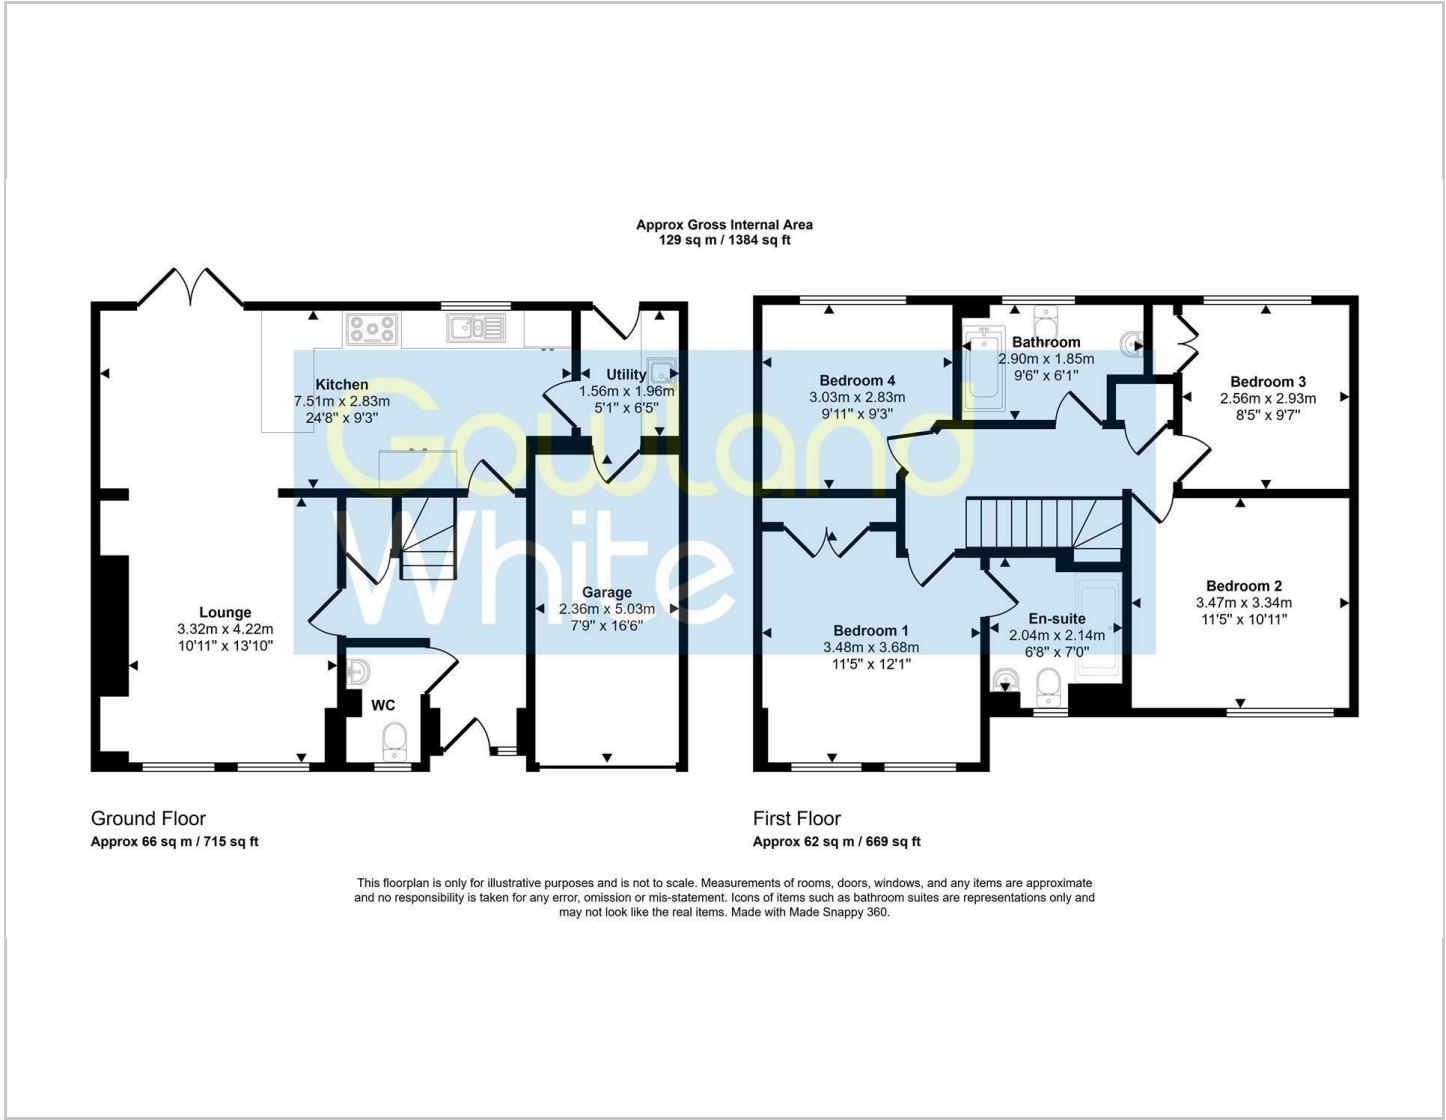 Approx Gross Internal Area
129 sq m / 1384 sq ft
Kitchen
7.51m x 2.83m
24'8" x 9'3"
Utility
1.56m x 1.96m
5'1" x 6'5"
Lounge
3.32m x 4.22m
10'11" x 13'10"
Garage
2.36m x 5.03m
7'9" x 16'6"
WC
Bedroom 4
3.03m x 2.83m
9'11" x 9'3"
Bathroom
2.90m x 1.85m
9'6" x 6'1"
Bedroom 3
2.56m x 2.93m
8'5" x 9'7"
Bedroom 1
3.48m x 3.68m
11'5" x 12'1"
En-suite
2.04m x 2.14m
6'8" x 7'0"
Bedroom 2
3.47m x 3.34m
11'5" x 10'11"
Gowland
White
Ground Floor
Approx 66 sq m / 715 sq ft
First Floor
Approx 62 sq m / 669 sq ft
This floorplan is only for illustrative purposes and is not to scale. Measurements of rooms, doors, windows, and any items are approximate
and no responsibility is taken for any error, omission or mis-statement. Icons of items such as bathroom suites are representations only and
may not look like the real items. Made with Made Snappy 360.